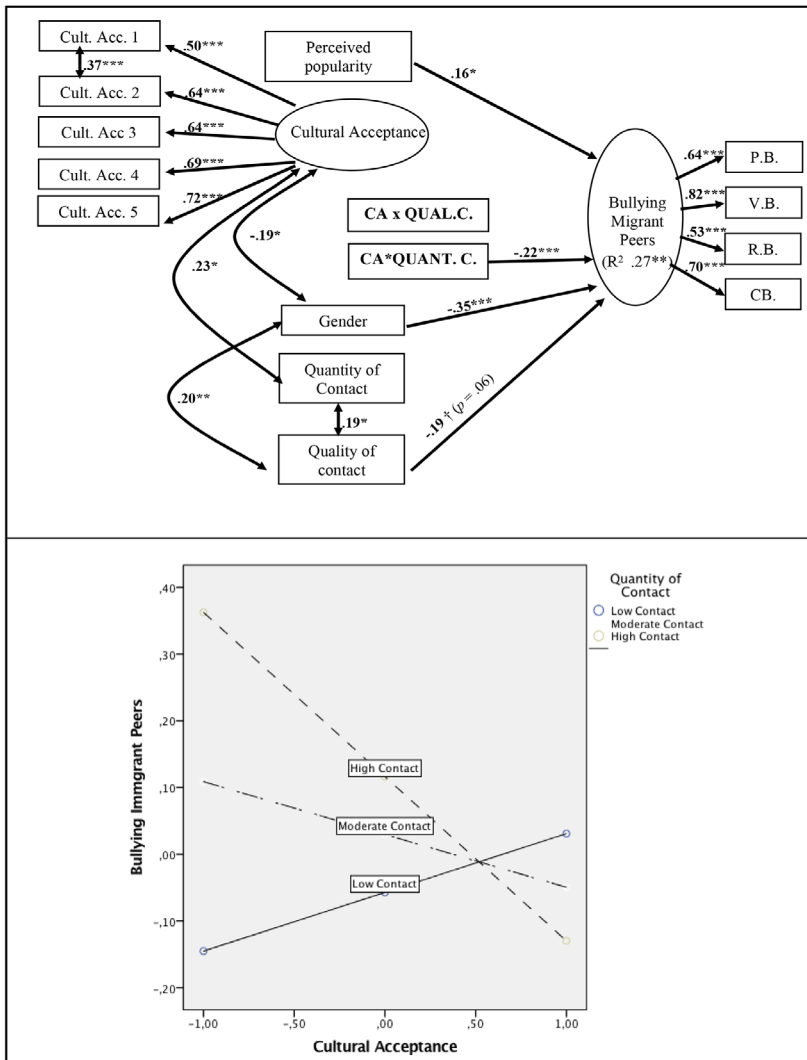 Cult. Acc. 1
.37***
Cult. Acc. 2
Cult. Acc 3
Cult. Acc. 4
Cult. Acc. 5
.50***
.64***
.64***
.69***
.72***
Cultural Acceptance
Perceived
popularity
.16*
CA x QUAL.C.
CA*QUANT. C.
-.22***
-.19*
.23*
Gender
-.35***
Quantity of
Contact
.20**
.19*
Quality of
contact
-.19 † (p = .06)
Bullying
Migrant
Peers
(R² .27**)
.64***
.82***
.53***
.70***
P.B.
V.B.
R.B.
CB.
Quantity of
Contact
Low Contact
Moderate Contact
High Contact
Bullying Immgrant Peers
,40
,30
,20
,10
,00
-,10
-,20
High Contact
Moderate Contact
Low Contact
-1,00
-,50
,00
,50
1,00
Cultural Acceptance